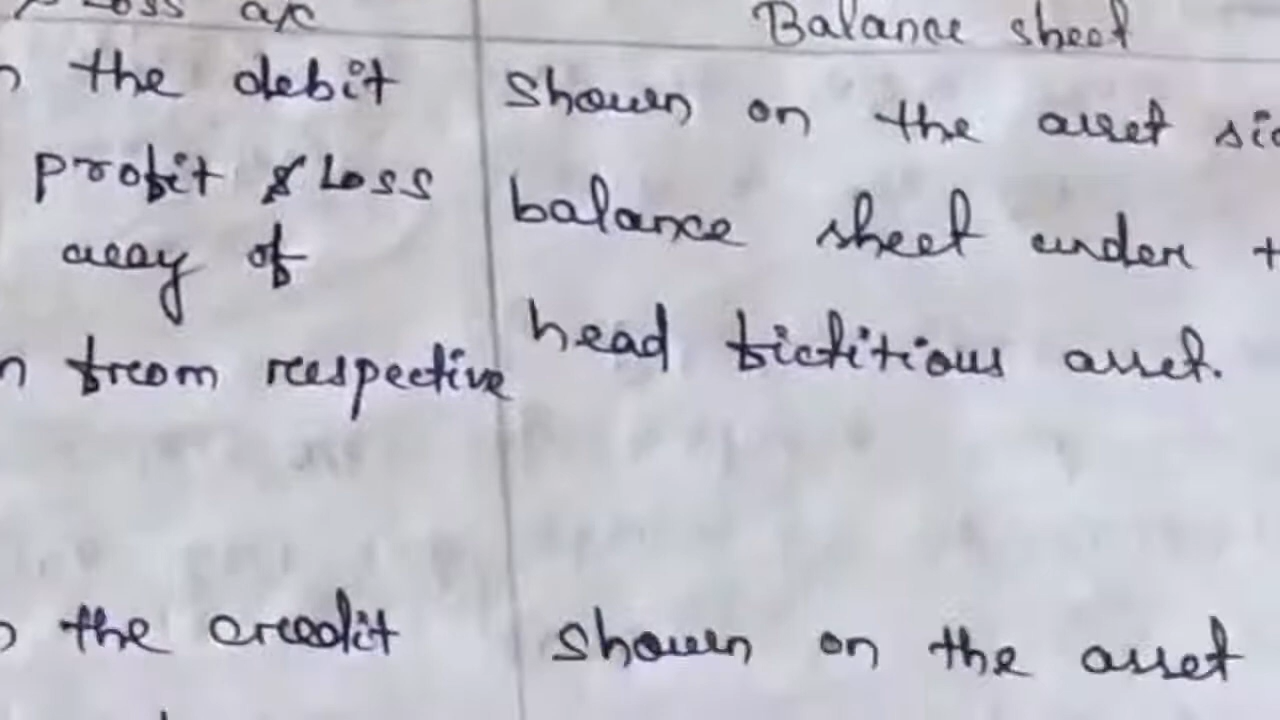 Loss a/c
Balance sheet
the debit
profit & Loss
away of
from respective
Shown on the asset
balance sheet under
head fictitious asset.
the credit
shown on the asset